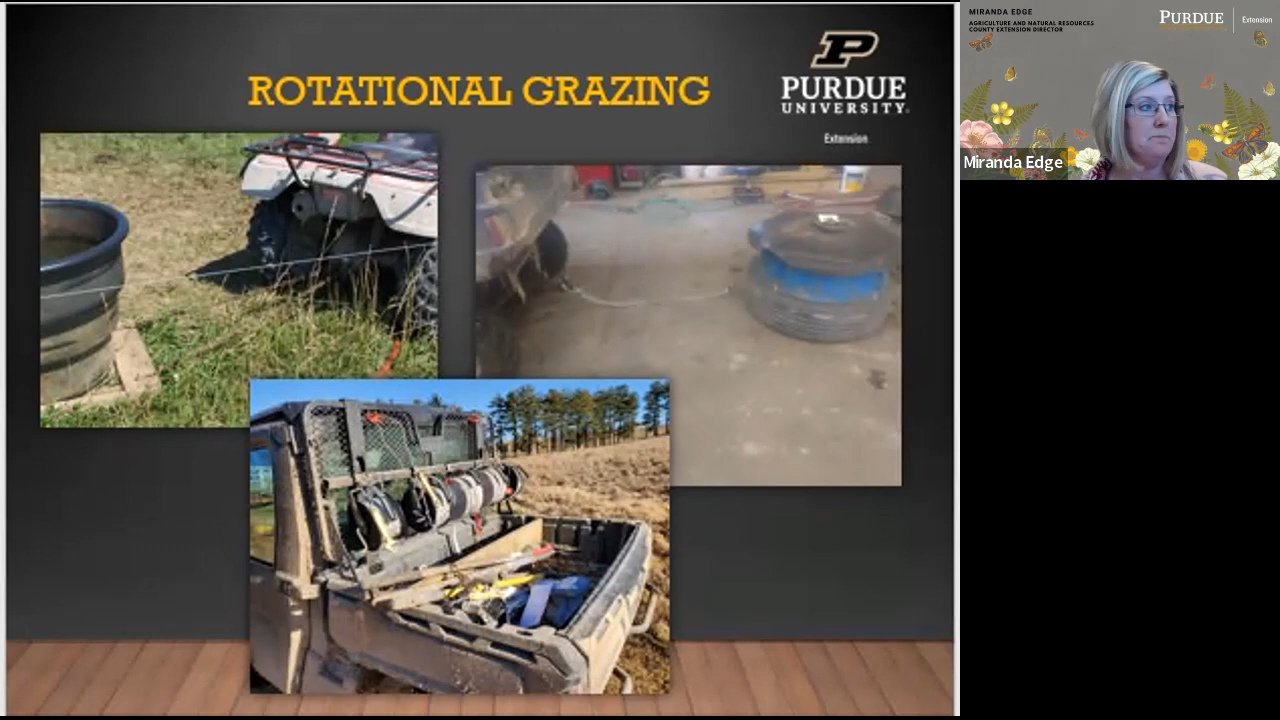 ROTATIONAL GRAZING
PURDUE
UNIVERSITY.
Extension
MIRANDA EDGE
AGRICULTURE AND NATURAL RESOURCES
COUNTY EXTENSION DIRECTOR
PURDUE
Extension
Miranda Edge